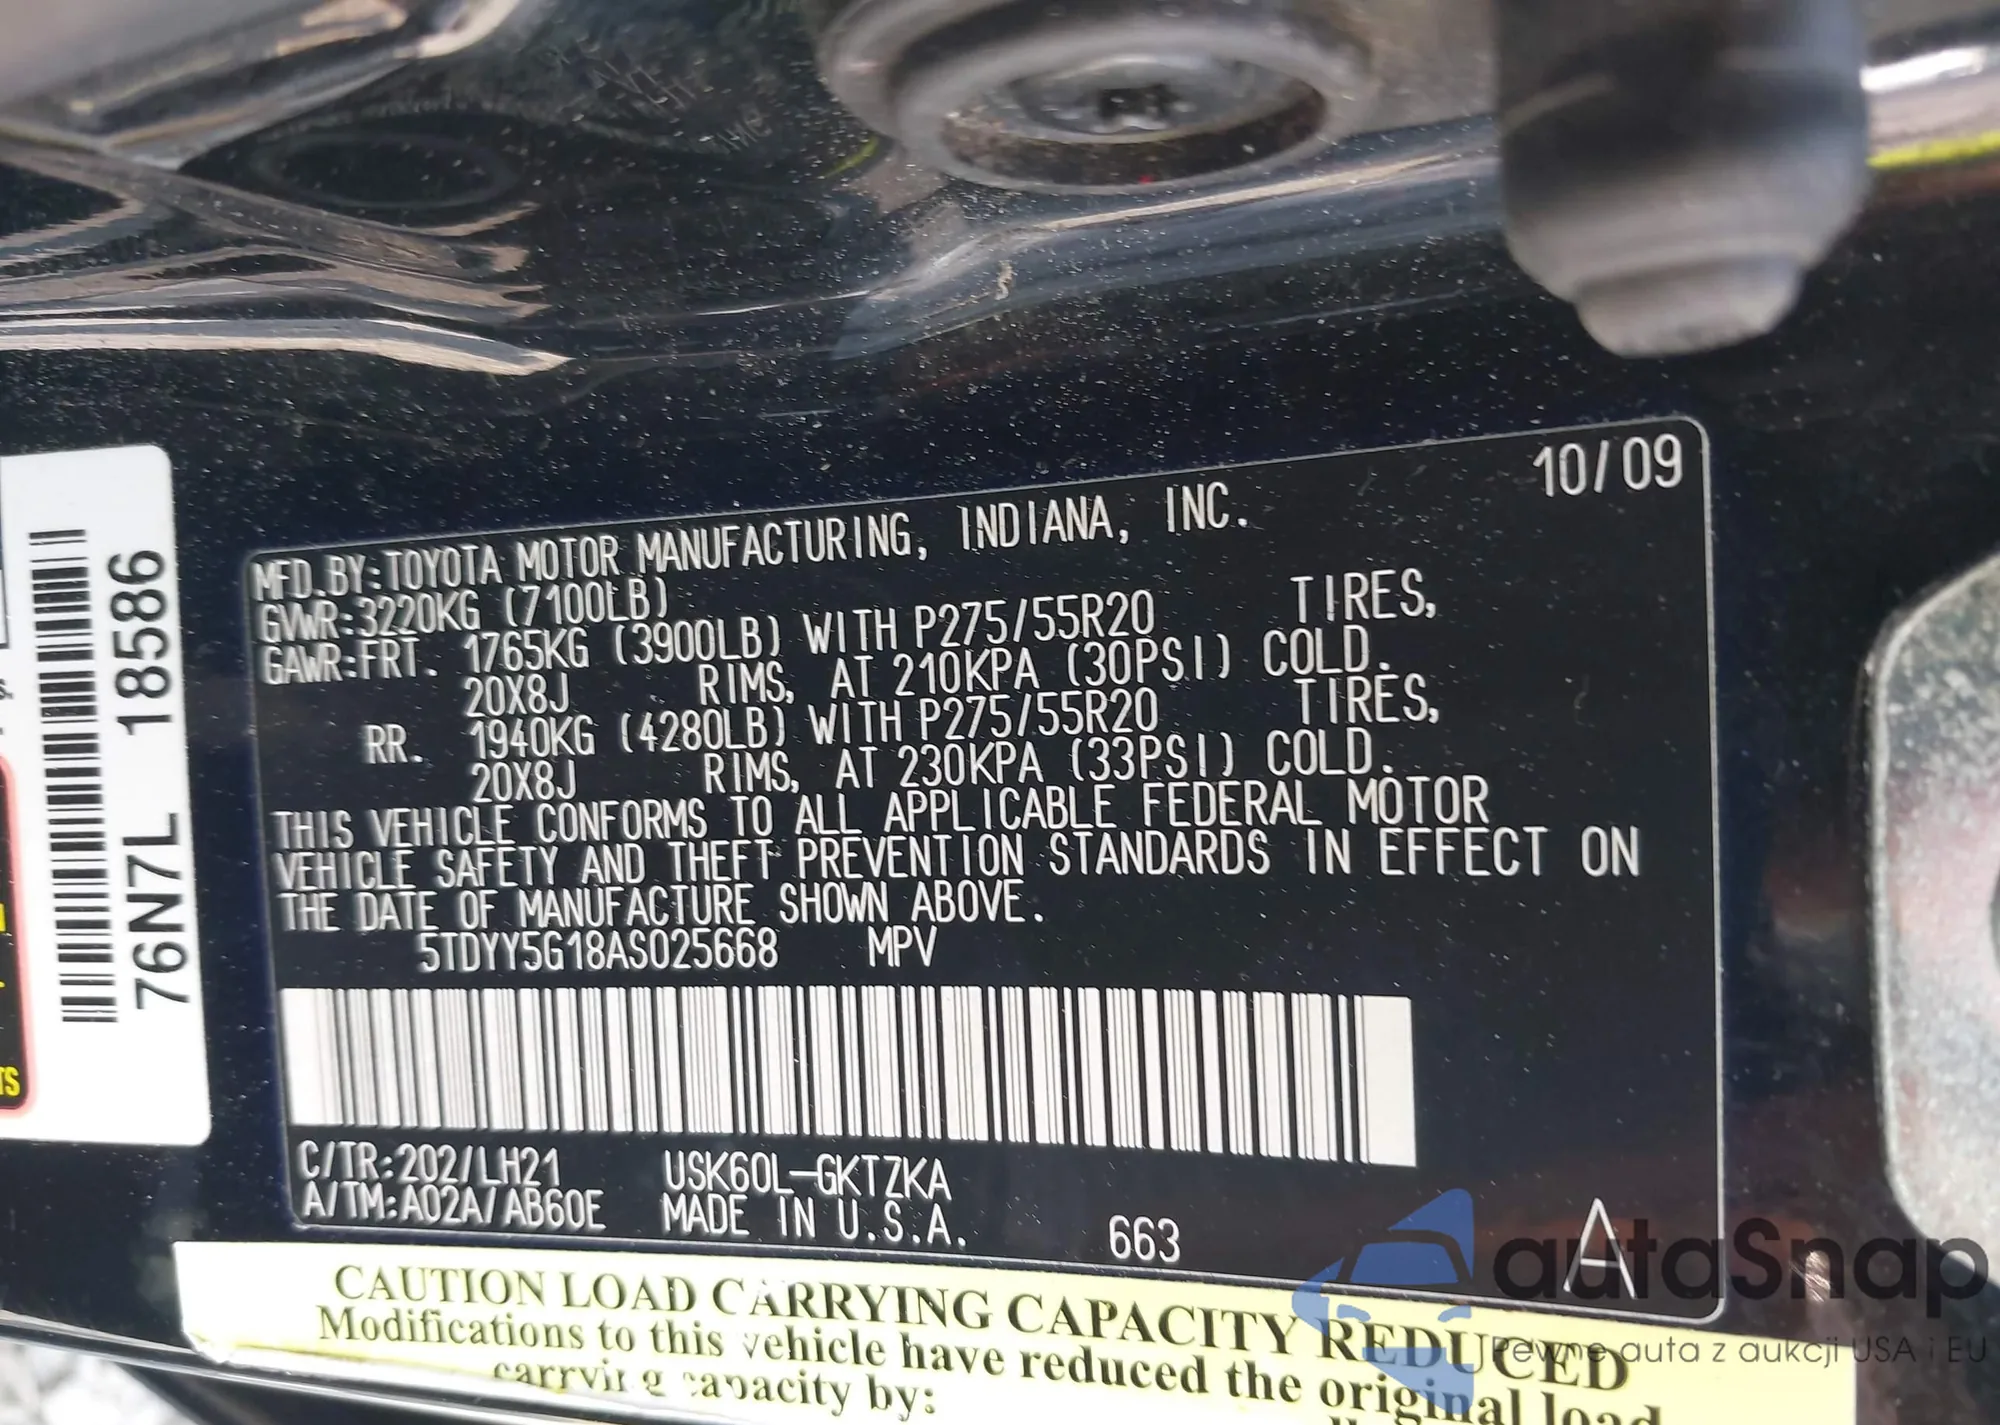 10/09
MFD.BY:TOYOTA MOTOR MANUFACTURING, INDIANA, INC.
GVWR:3220KG (7100LB)
GAWR:FRT. 1765KG (3900LB) WITH P275/55R20 TIRES,
20X8J RIMS, AT 210KPA (30PSI) COLD.
RR. 1940KG (4280LB) WITH P275/55R20 TIRES,
20X8J RIMS, AT 230KPA (33PSI) COLD.
THIS VEHICLE CONFORMS TO ALL APPLICABLE FEDERAL MOTOR
VEHICLE SAFETY AND THEFT PREVENTION STANDARDS IN EFFECT ON
THE DATE OF MANUFACTURE SHOWN ABOVE.
5TDYY5G18AS025668 MPV
C/TR:202/LH21 USK60L-GKTZKA
A/TM:A02A/AB60E MADE IN U.S.A. 663 A
76N7L 18586
TS
CAUTION LOAD CARRYING CAPACITY REDUCED
Modifications to this vehicle have reduced the original load
carrying capacity by:
autoSnap
Pewne auta z aukcji USA i EU